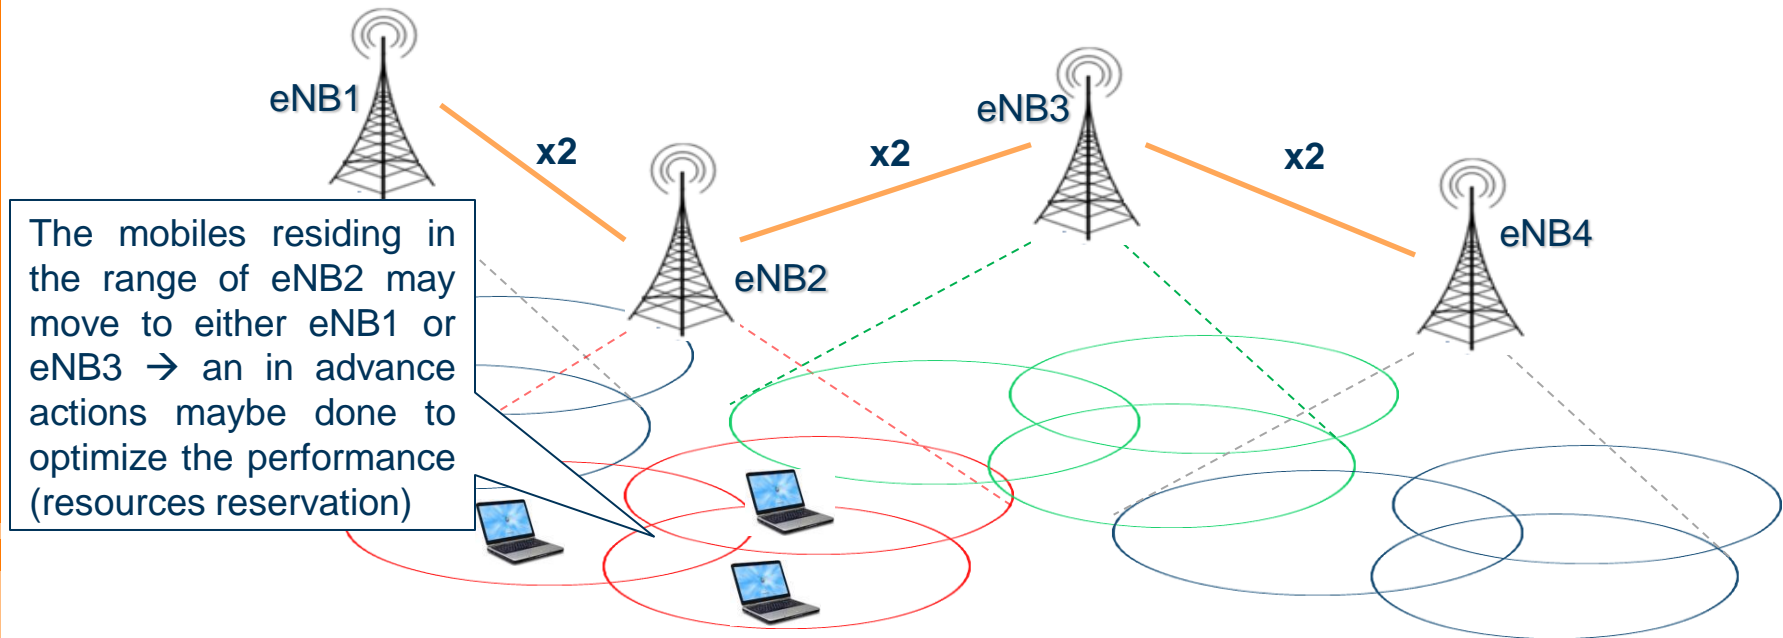 eNB1
eNB3
x2
x2
x2
eNB4
eNB2
The mobiles residing in
the range of eNB2 may
move to either eNB1 or
eNB3 → an in advance
actions maybe done to
optimize the performance
(resources reservation)